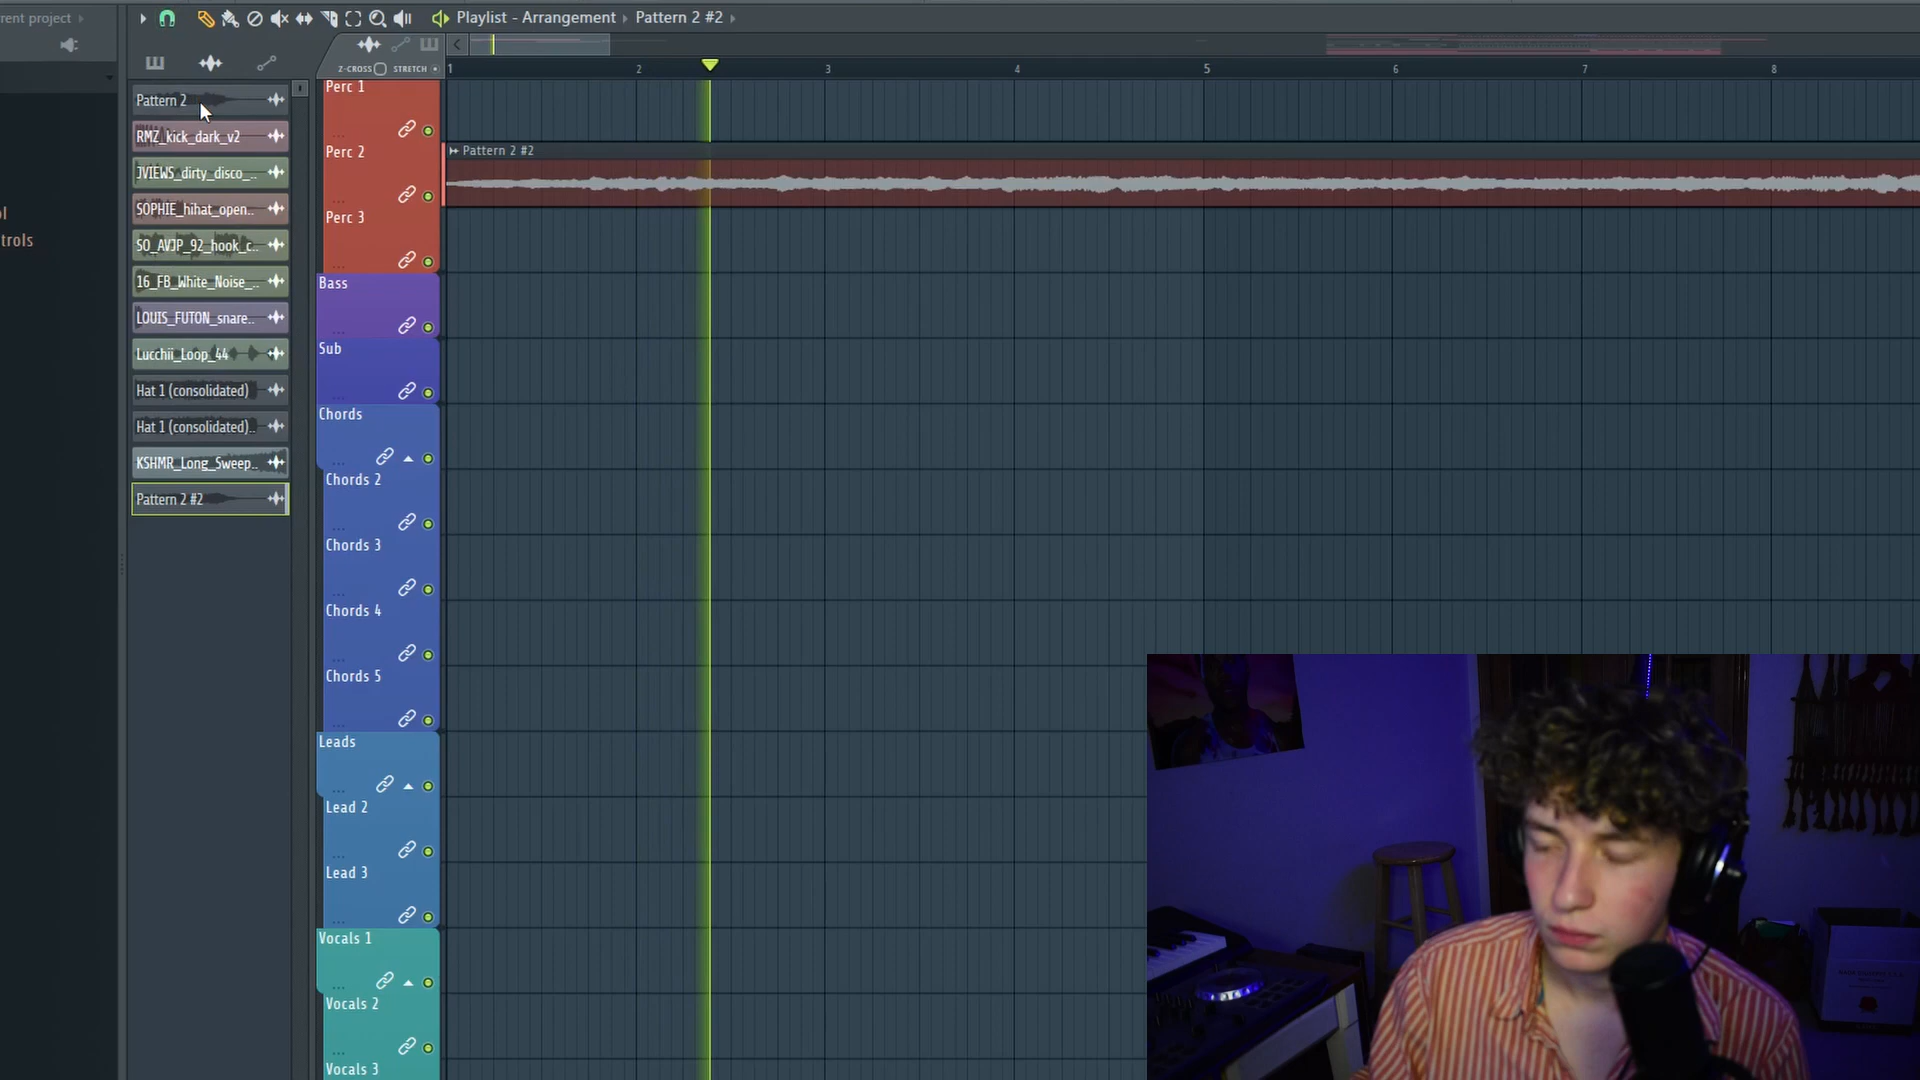 rent project
Playlist - Arrangement › Pattern 2 #2 ›
Z-CROSS STRETCH
1 2 3 4 5 6 7 8
l
trols
Pattern 2
RMZ_kick_dark_v2
JVIEWS_dirty_disco_..
SOPHIE_hihat_open..
SO_AVJP_92_hook_c..
16_FB_White_Noise_..
LOUIS_FUTON_snare..
Lucchii_Loop_44
Hat 1 (consolidated)
Hat 1 (consolidated)..
KSHMR_Long_Sweep..
Pattern 2 #2
Perc 1
Perc 2
Pattern 2 #2
Perc 3
Bass
Sub
Chords
Chords 2
Chords 3
Chords 4
Chords 5
Leads
Lead 2
Lead 3
Vocals 1
Vocals 2
Vocals 3